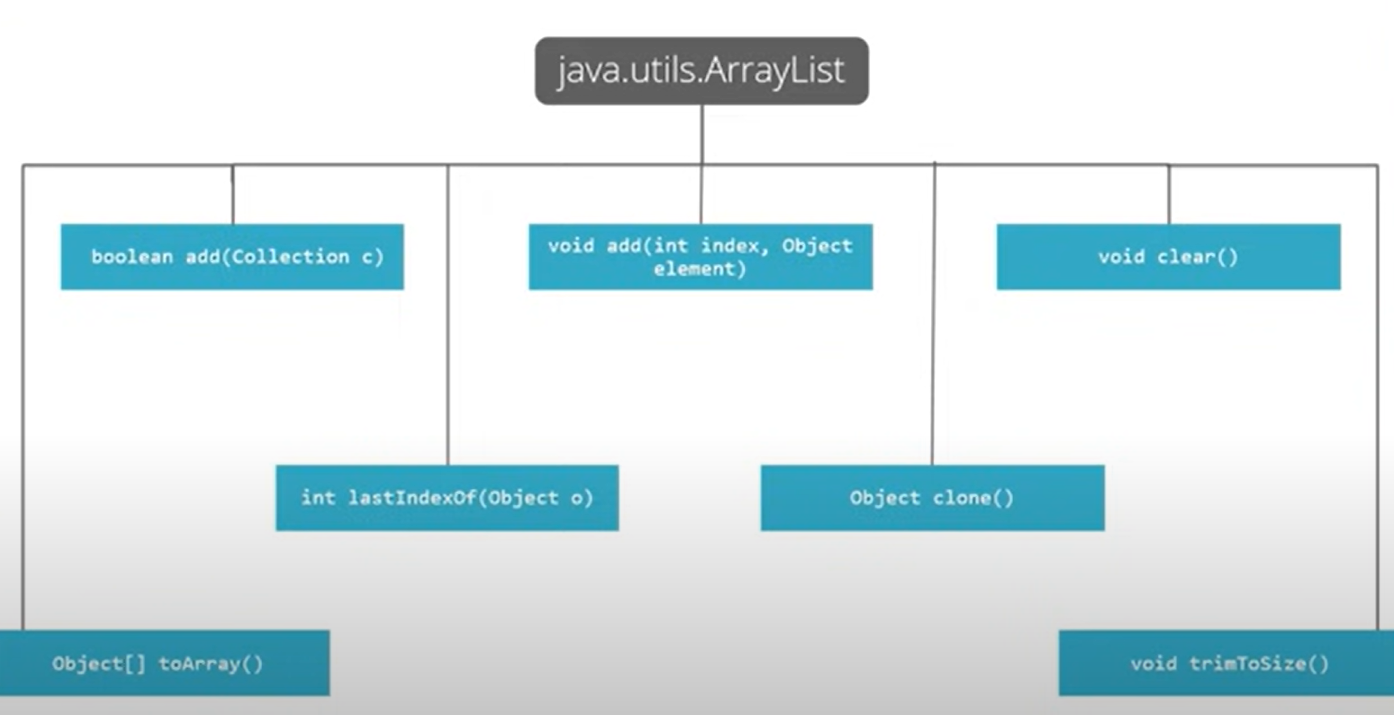 java.utils.ArrayList
boolean add(Collection c)
void add(int index, Object
element)
void clear()
int lastIndexOf(Object o)
Object clone()
Object[] toArray()
void trimToSize()